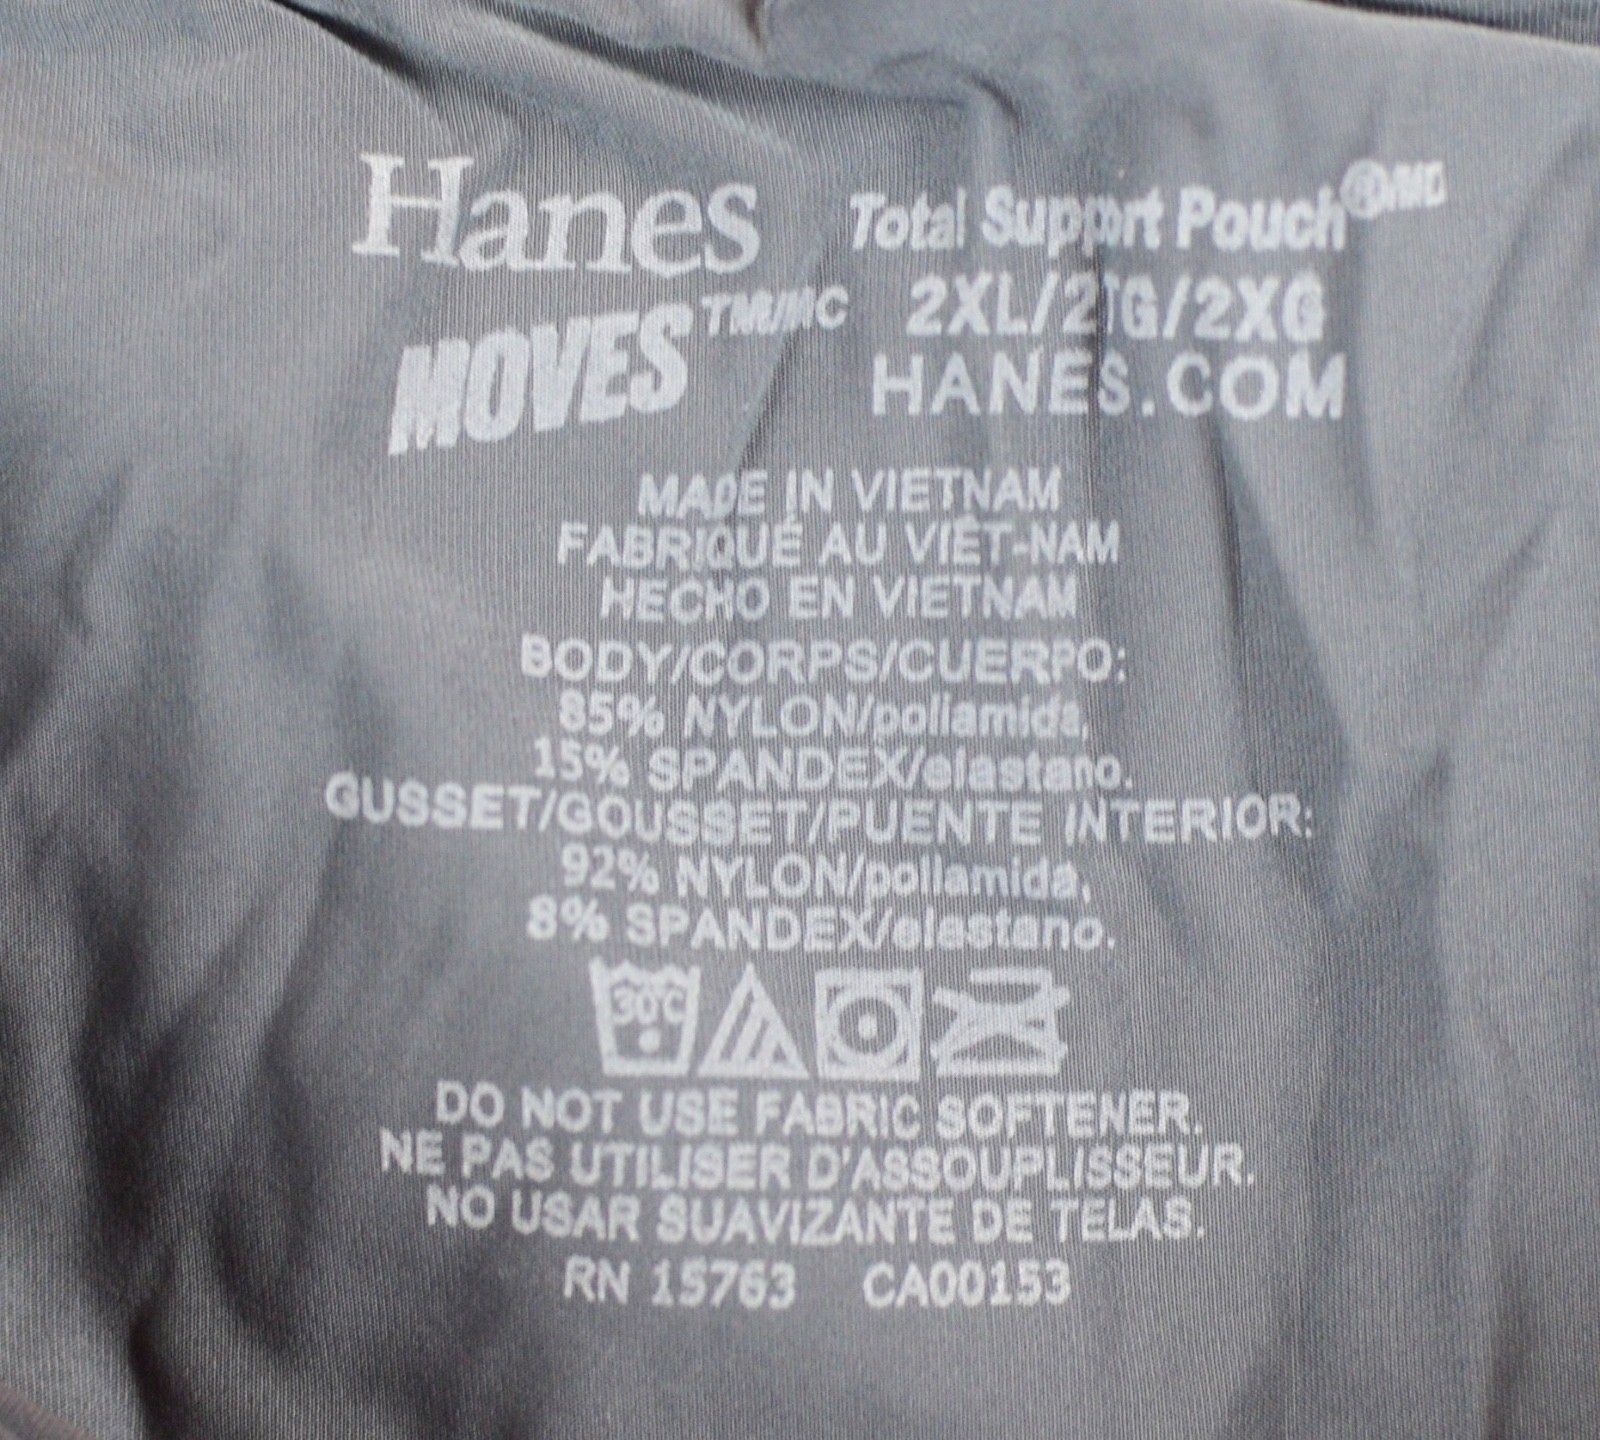 Hanes Total Support Pouch®/MD
MOVES™/MC 2XL/2TG/2XG
HANES.COM
MADE IN VIETNAM
FABRIQUÉ AU VIÊT-NAM
HECHO EN VIETNAM
BODY/CORPS/CUERPO:
85% NYLON/poliamida,
15% SPANDEX/elastano.
GUSSET/GOUSSET/PUENTE INTERIOR:
92% NYLON/poliamida,
8% SPANDEX/elastano.
30°C
DO NOT USE FABRIC SOFTENER.
NE PAS UTILISER D'ASSOUPLISSEUR.
NO USAR SUAVIZANTE DE TELAS.
RN 15763 CA00153